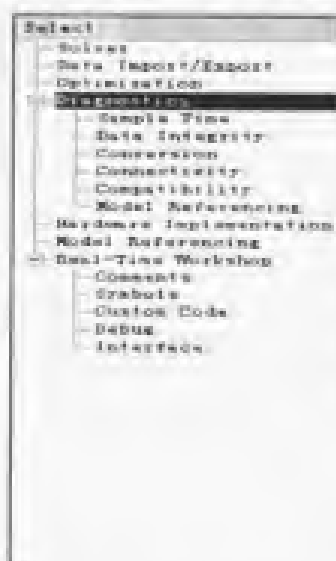 Select
Solver
Data Import/Export
Optimization
Diagnostics
Sample Time
Data Integrity
Conversion
Connectivity
Compatibility
Model Referencing
Hardware Implementation
Model Referencing
Real-Time Workshop
Comments
Symbols
Custom Code
Debug
Interface